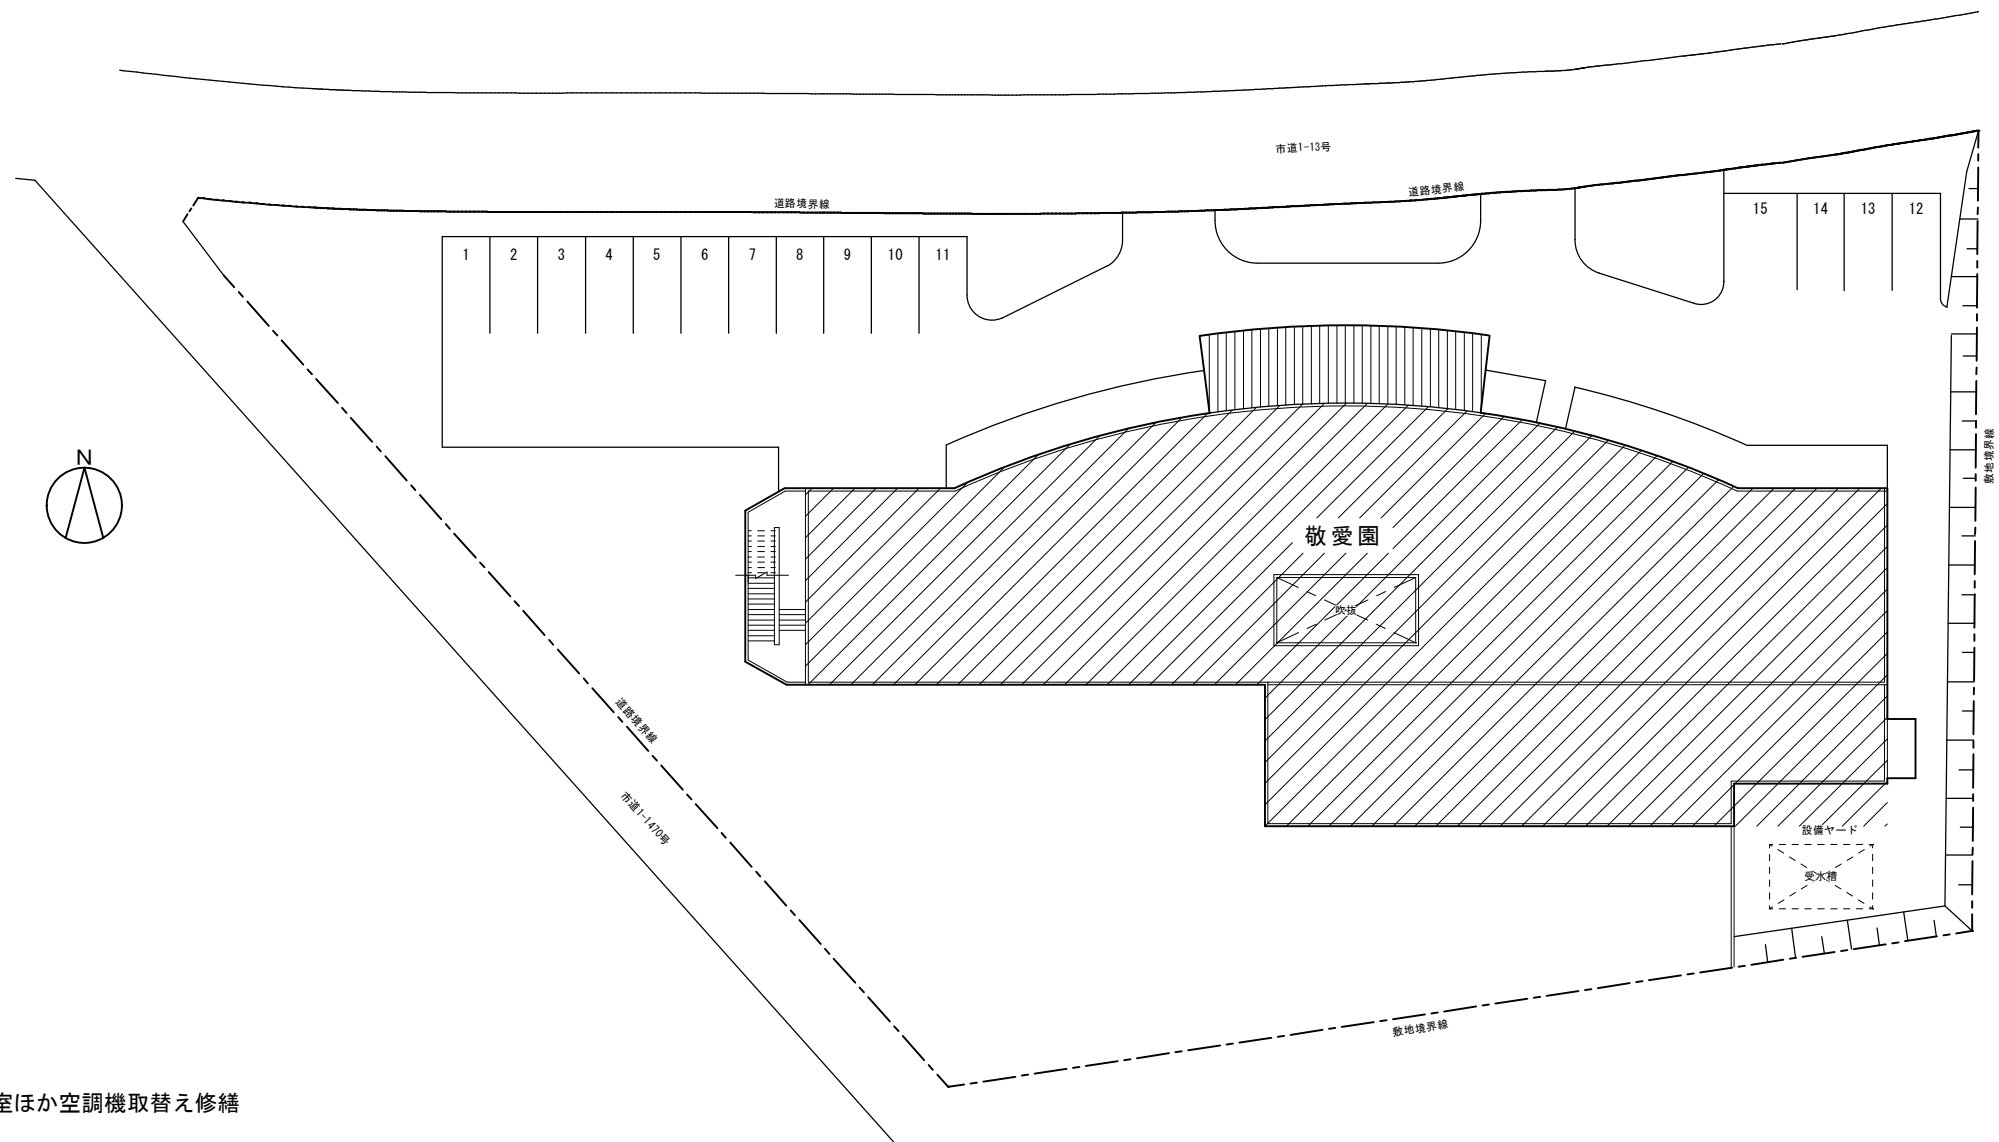 市道1-13号
道路境界線
道路境界線
15
14
13
12
1
2
3
4
5
6
7
8
9
10
11
N
敷地境界線
敬愛園
吹抜
道路境界線
市道1-1470号
設備ヤード
受水槽
敷地境界線
室ほか空調機取替え修繕